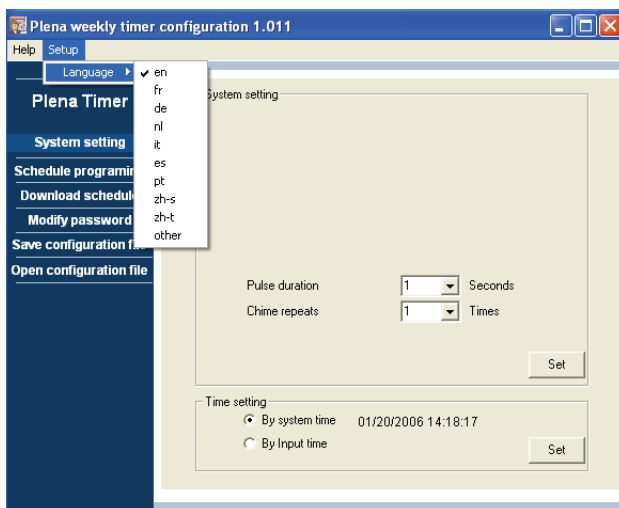 Plena weekly timer configuration 1.011
Help Setup
Language
en
fr
de
nl
it
es
pt
zh-s
zh-t
other
Plena Timer
System setting
Schedule programin
Download schedul
Modify password
Save configuration f
Open configuration file
System setting
Pulse duration 1 Seconds
Chime repeats 1 Times
Set
Time setting
By system time 01/20/2006 14:18:17
By Input time
Set